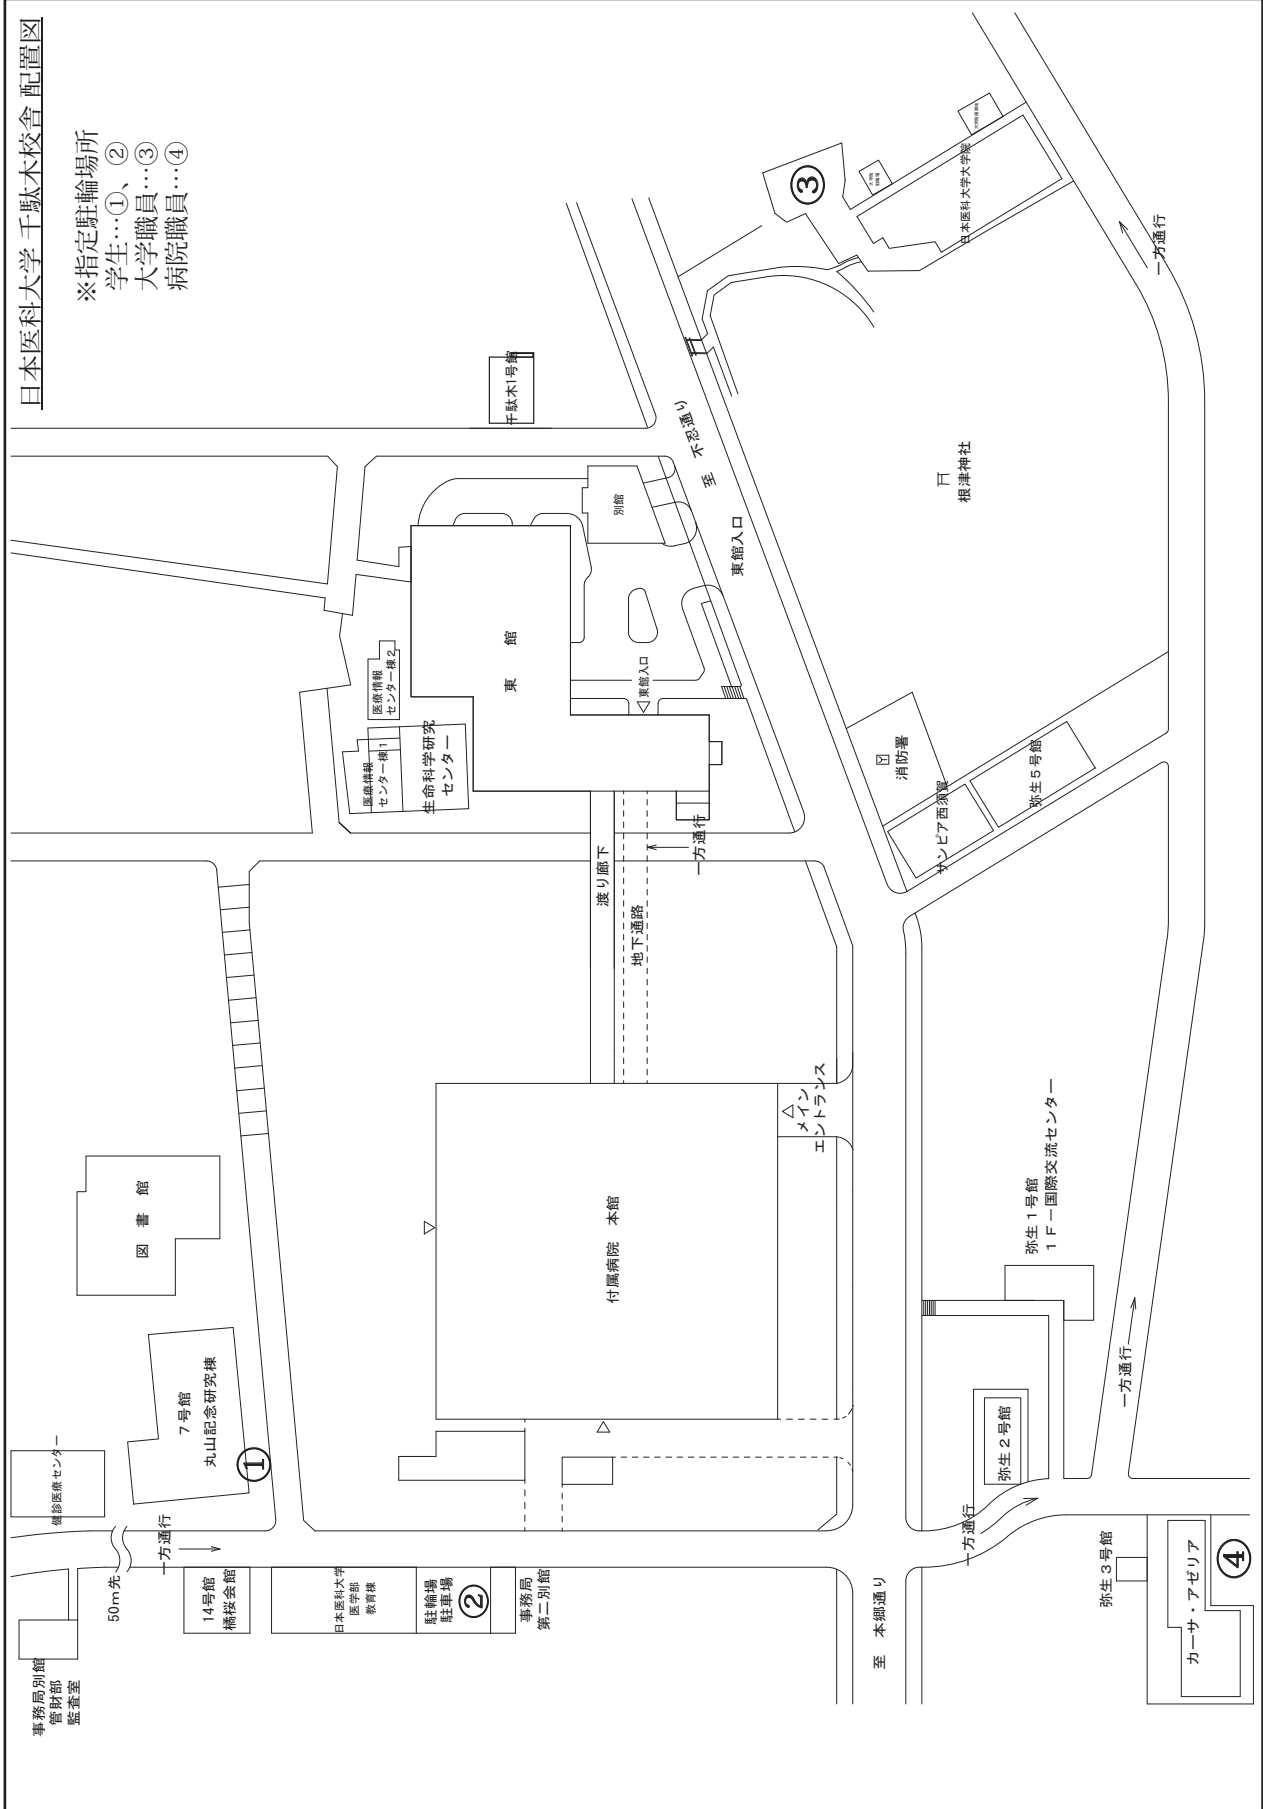 日本医科大学 千駄木校舎 配置図
※指定駐輪場所
学生…①、②
大学職員…③
病院職員…④
事務局別館
管財部
監査室
50m先
一方通行
健診医療センター
7号館
丸山記念研究棟
①
図書館
14号館
橘桜会館
日本医科大学
医学部
教育棟
駐輪場
駐車場
②
事務局
第二別館
付属病院 本館
メイン
エントランス
渡り廊下
地下通路
一方通行
医療情報
センター棟1
医療情報
センター棟2
生命科学研究
センター
東館
東館入口
別館
千駄木1号館
至 不忍通り
東館入口
③
日本医科大学大学院
根津神社
一方通行
消防署
サンピア西須賀
弥生5号館
弥生1号館
1F－国際交流センター
弥生2号館
一方通行
一方通行
至 本郷通り
弥生3号館
カーサ・アゼリア
④